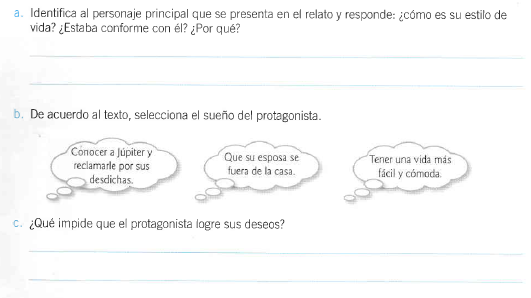 a. Identifica al personaje principal que se presenta en el relato y responde: ¿cómo es su estilo de
vida? ¿Estaba conforme con él? ¿Por qué?
b. De acuerdo al texto, selecciona el sueño del protagonista.
Conocer a Júpiter y
reclamarle por sus
desdichas.
Que su esposa se
fuera de la casa.
Tener una vida más
fácil y cómoda.
c. ¿Qué impide que el protagonista logre sus deseos?